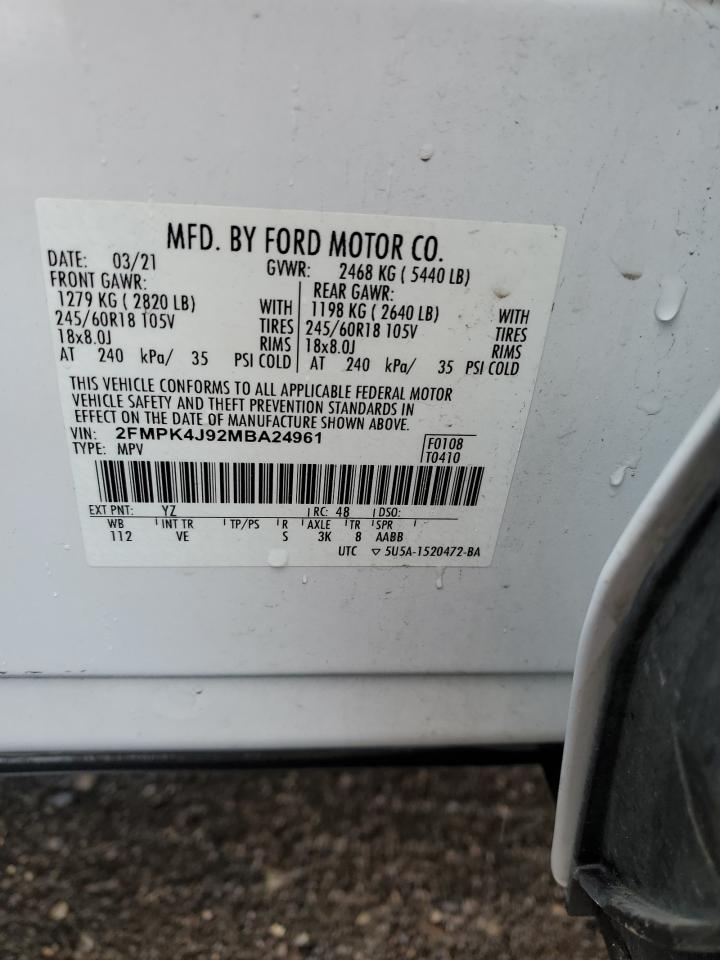 MFD. BY FORD MOTOR CO.
DATE: 03/21 GVWR: 2468 KG ( 5440 LB)
FRONT GAWR: REAR GAWR:
1279 KG ( 2820 LB) WITH 1198 KG ( 2640 LB) WITH
245/60R18 105V TIRES 245/60R18 105V TIRES
18x8.0J RIMS 18x8.0J RIMS
AT 240 kPa/ 35 PSI COLD AT 240 kPa/ 35 PSI COLD
THIS VEHICLE CONFORMS TO ALL APPLICABLE FEDERAL MOTOR
VEHICLE SAFETY AND THEFT PREVENTION STANDARDS IN
EFFECT ON THE DATE OF MANUFACTURE SHOWN ABOVE.
VIN: 2FMPK4J92MBA24961 F0108
TYPE: MPV T0410
EXT PNT: YZ RC: 48 DSO:
WB INT TR TP/PS R AXLE TR SPR
112 VE S 3K 8 AABB
UTC ▽ 5U5A-1520472-BA